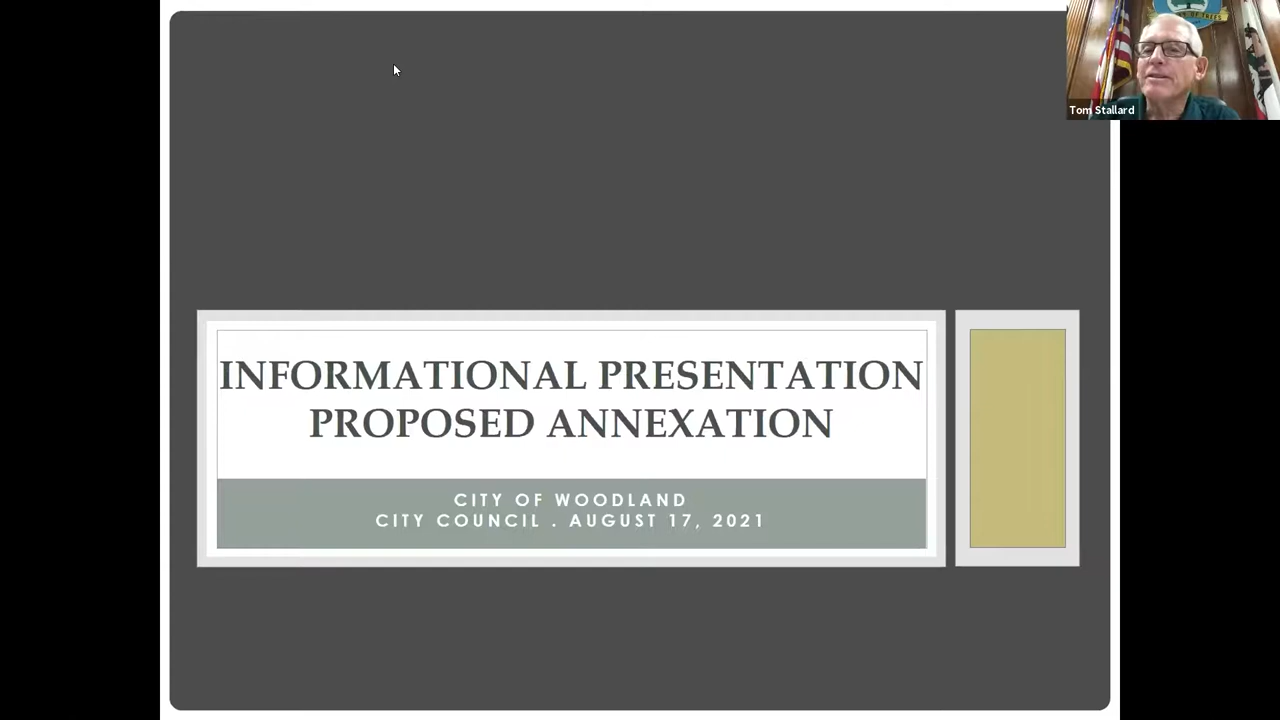 Tom Stallard
INFORMATIONAL PRESENTATION
PROPOSED ANNEXATION
CITY OF WOODLAND
CITY COUNCIL . AUGUST 17, 2021